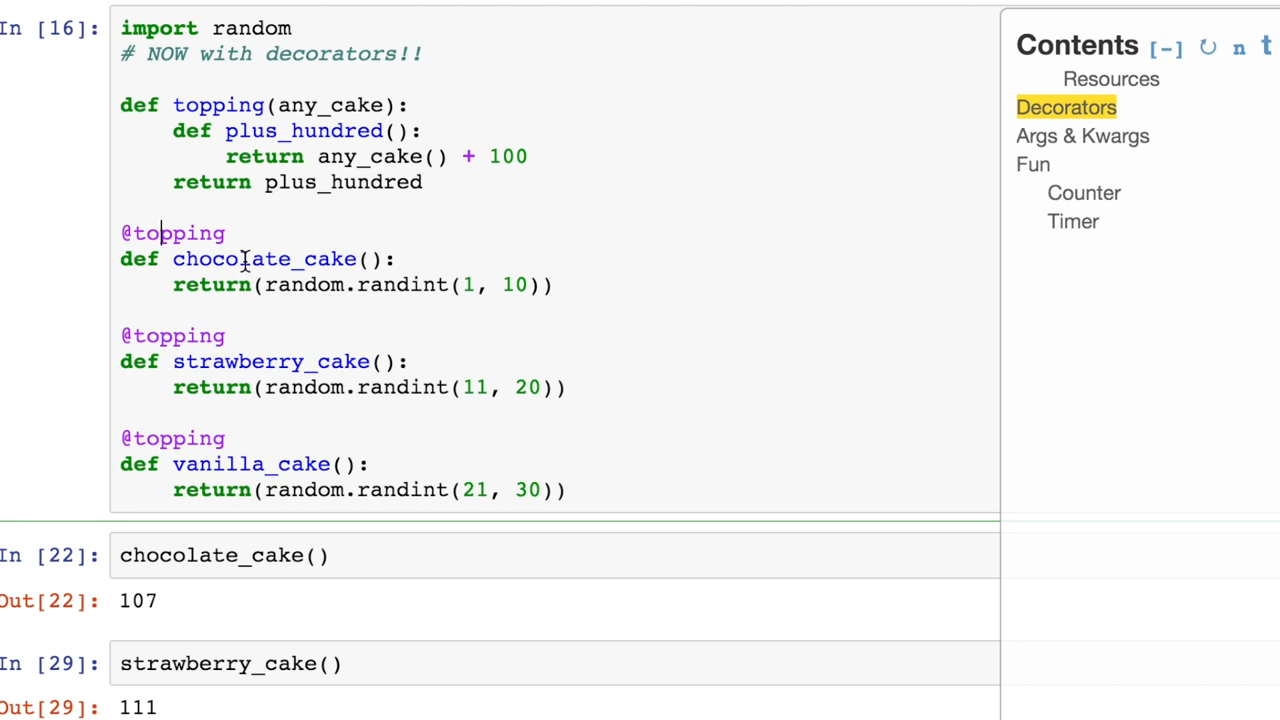 In [16]:
import random
# NOW with decorators!!
def topping(any_cake):
    def plus_hundred():
        return any_cake() + 100
    return plus_hundred
@topping
def chocolate_cake():
    return(random.randint(1, 10))
@topping
def strawberry_cake():
    return(random.randint(11, 20))
@topping
def vanilla_cake():
    return(random.randint(21, 30))
In [22]: chocolate_cake()
Out[22]: 107
In [29]: strawberry_cake()
Out[29]: 111
Contents [-] ↻ n t
Resources
Decorators
Args & Kwargs
Fun
Counter
Timer